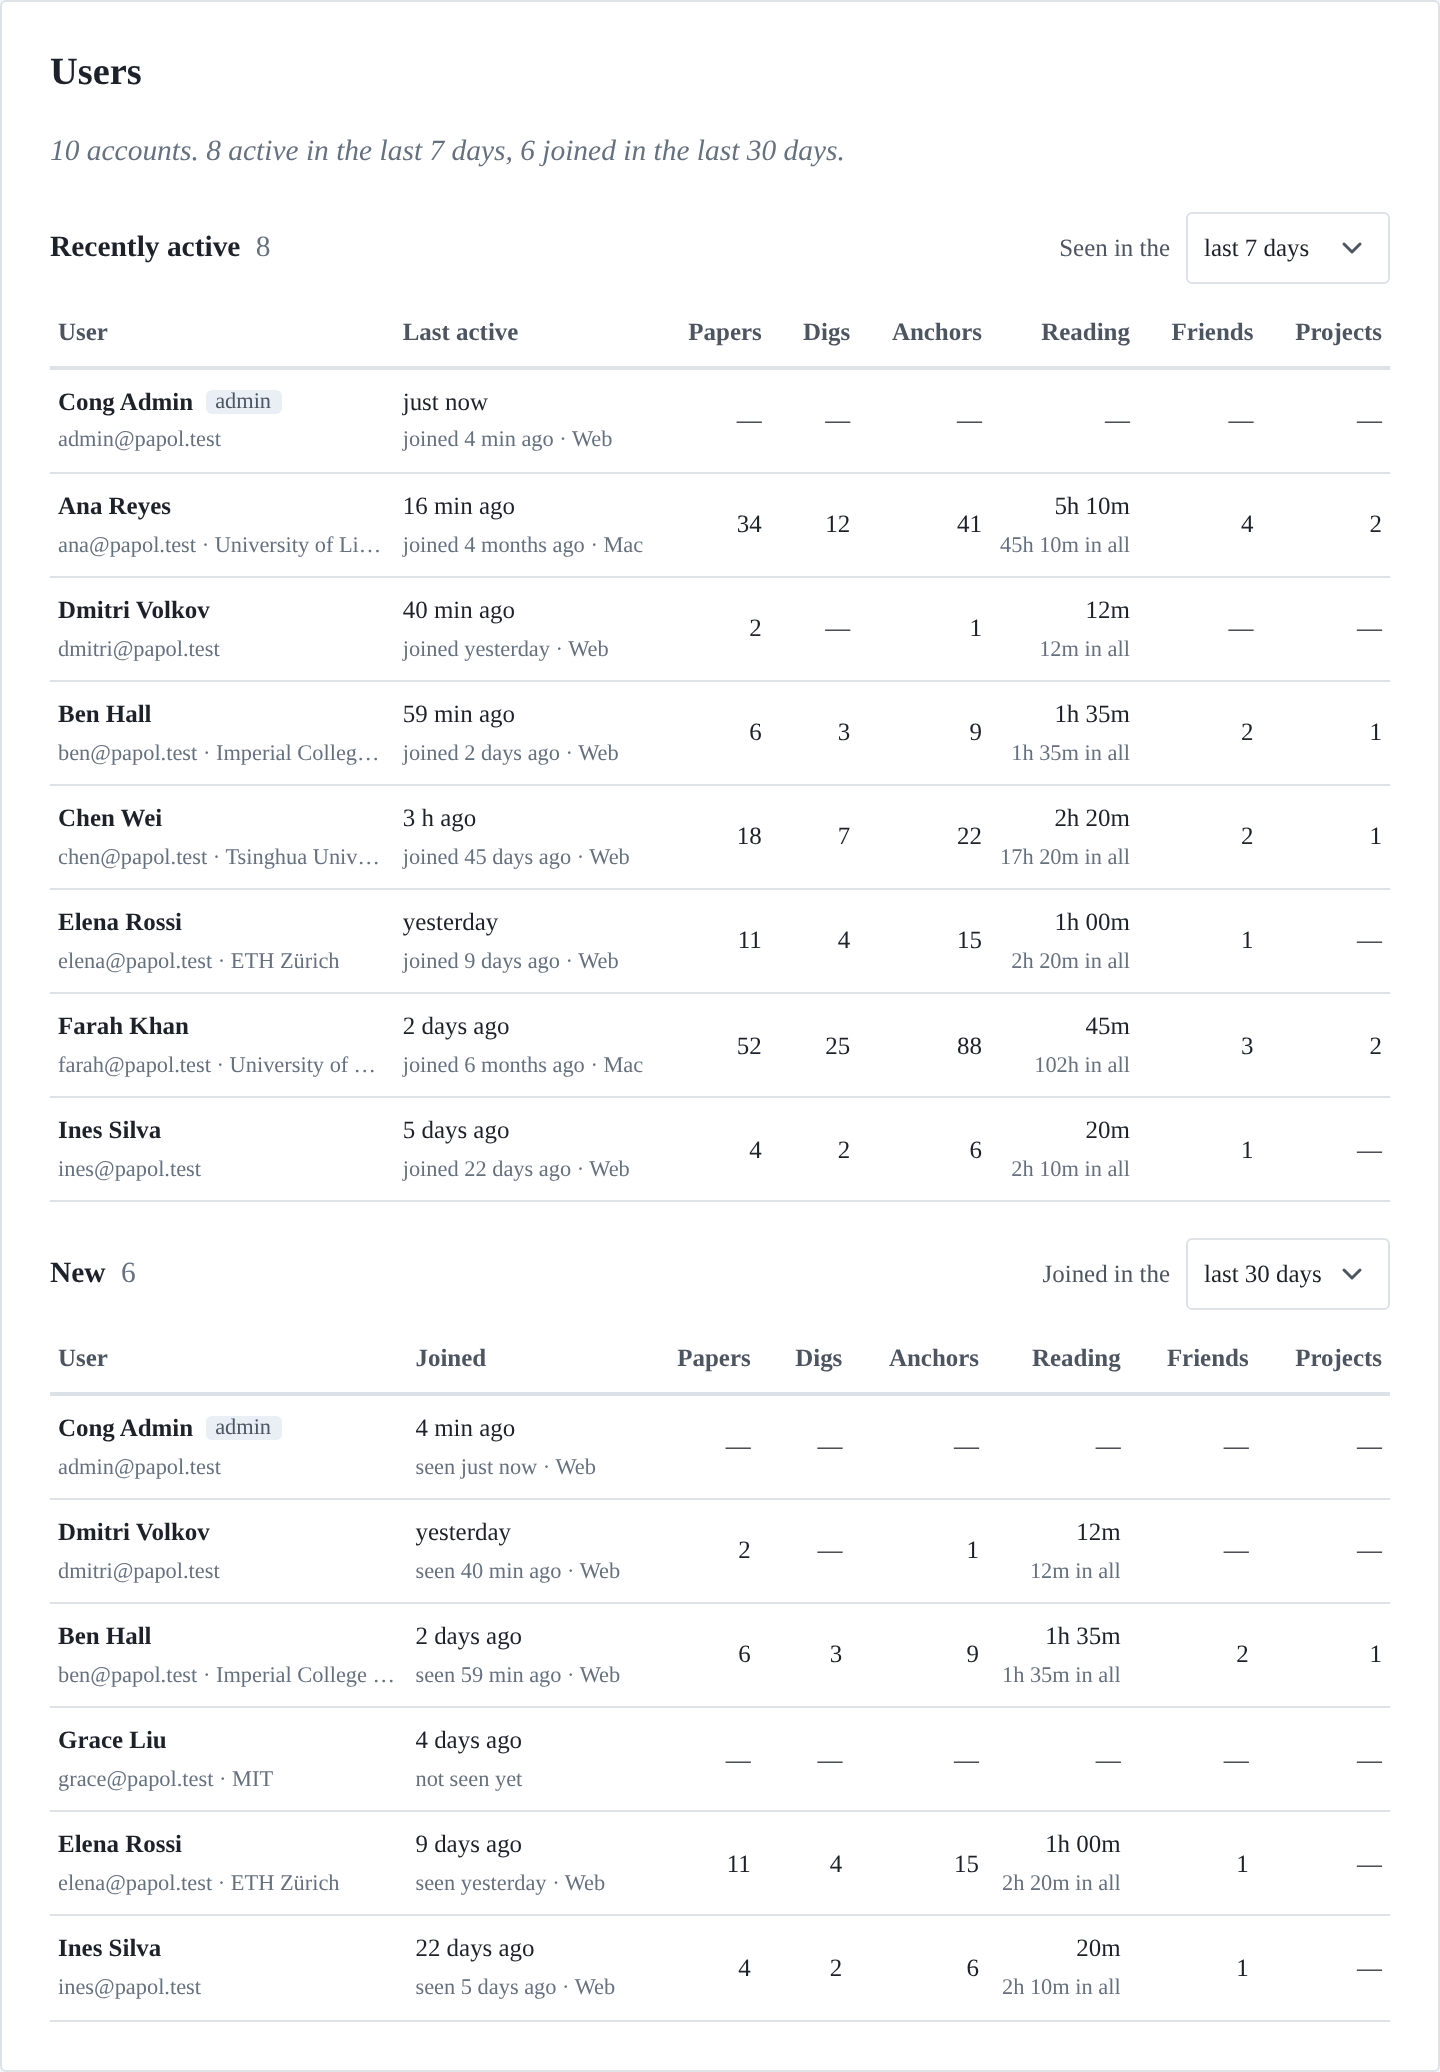 Users
10 accounts. 8 active in the last 7 days, 6 joined in the last 30 days.
Recently active 8 Seen in the last 7 days
User Last active Papers Digs Anchors Reading Friends Projects
Cong Admin admin just now — — — — — —
admin@papol.test joined 4 min ago · Web
Ana Reyes 16 min ago 34 12 41 5h 10m 4 2
ana@papol.test · University of Li… joined 4 months ago · Mac 45h 10m in all
Dmitri Volkov 40 min ago 2 — 1 12m — —
dmitri@papol.test joined yesterday · Web 12m in all
Ben Hall 59 min ago 6 3 9 1h 35m 2 1
ben@papol.test · Imperial Colleg… joined 2 days ago · Web 1h 35m in all
Chen Wei 3 h ago 18 7 22 2h 20m 2 1
chen@papol.test · Tsinghua Univ… joined 45 days ago · Web 17h 20m in all
Elena Rossi yesterday 11 4 15 1h 00m 1 —
elena@papol.test · ETH Zürich joined 9 days ago · Web 2h 20m in all
Farah Khan 2 days ago 52 25 88 45m 3 2
farah@papol.test · University of … joined 6 months ago · Mac 102h in all
Ines Silva 5 days ago 4 2 6 20m 1 —
ines@papol.test joined 22 days ago · Web 2h 10m in all
New 6 Joined in the last 30 days
User Joined Papers Digs Anchors Reading Friends Projects
Cong Admin admin 4 min ago — — — — — —
admin@papol.test seen just now · Web
Dmitri Volkov yesterday 2 — 1 12m — —
dmitri@papol.test seen 40 min ago · Web 12m in all
Ben Hall 2 days ago 6 3 9 1h 35m 2 1
ben@papol.test · Imperial College … seen 59 min ago · Web 1h 35m in all
Grace Liu 4 days ago — — — — — —
grace@papol.test · MIT not seen yet
Elena Rossi 9 days ago 11 4 15 1h 00m 1 —
elena@papol.test · ETH Zürich seen yesterday · Web 2h 20m in all
Ines Silva 22 days ago 4 2 6 20m 1 —
ines@papol.test seen 5 days ago · Web 2h 10m in all